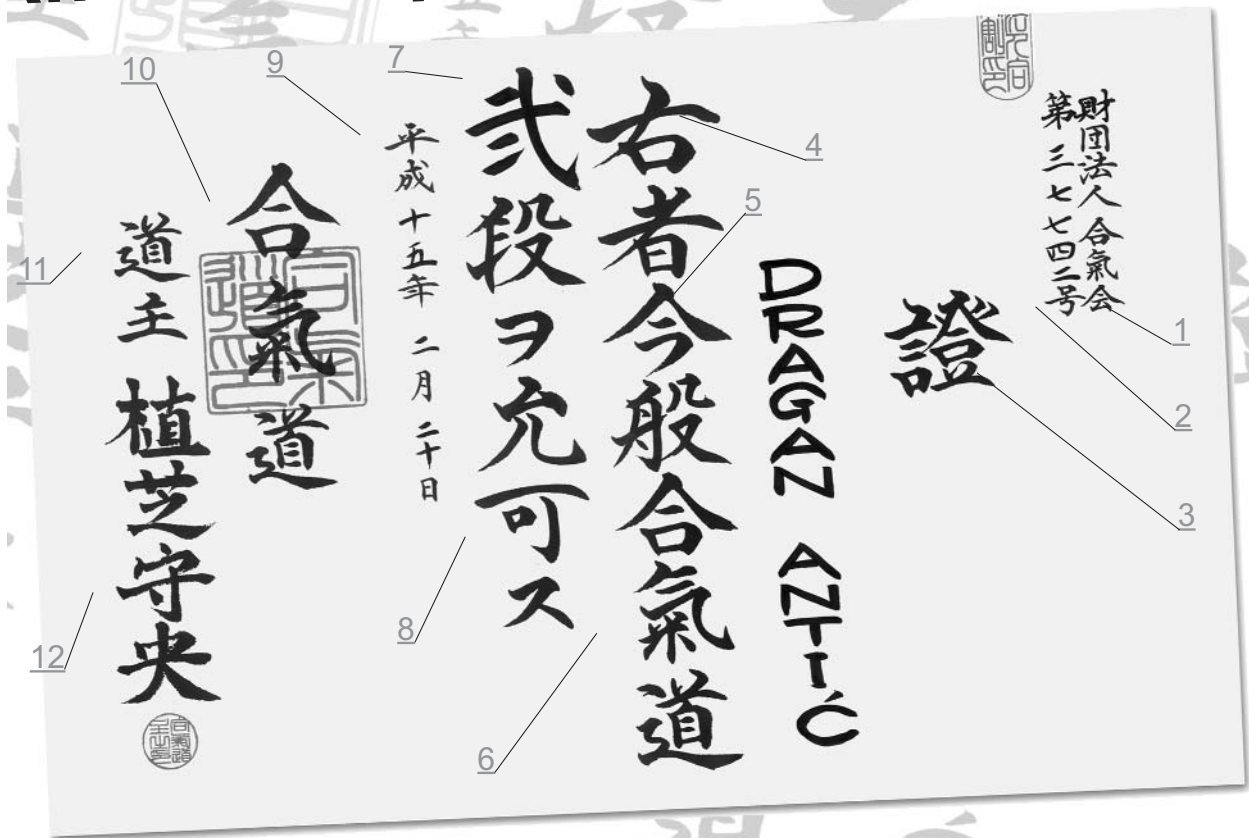 財団法人 合氣会
第三七七四二号
證
DRAGAN ANTIĆ
右者今般合氣道
弐段ヲ允可ス
平成十五年 二月 二十日
合氣道
道主 植芝守央
1
2
3
4
5
6
7
8
9
10
11
12